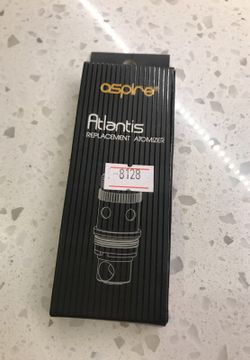 aspire
Atlantis
REPLACEMENT ATOMIZER
8128